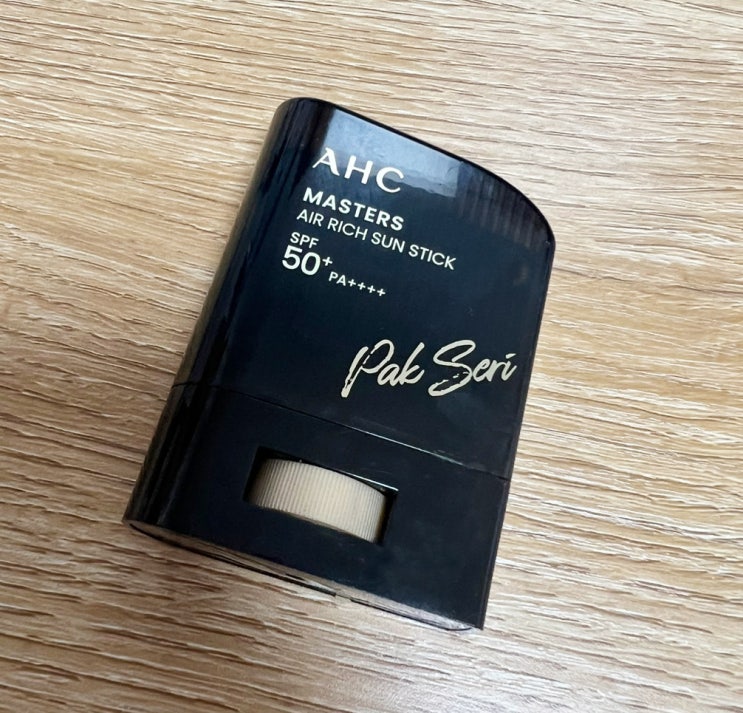 AHC
MASTERS
AIR RICH SUN STICK
SPF
50+
PA++++
Pak Seri